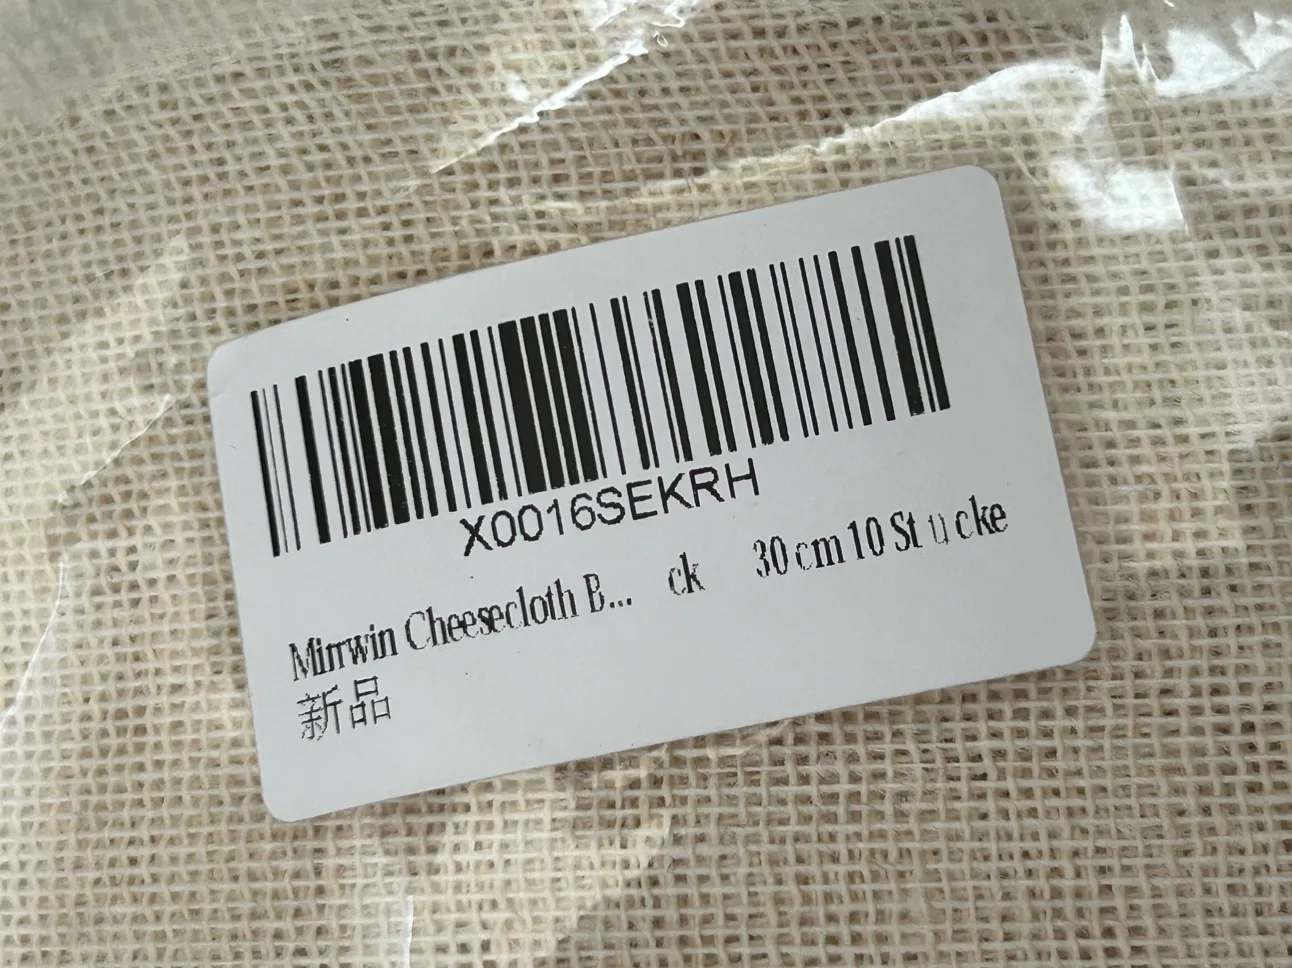 X0016SEKRH
Mirrwin Cheesecloth B... ck 30 cm 10 St u cke
新品